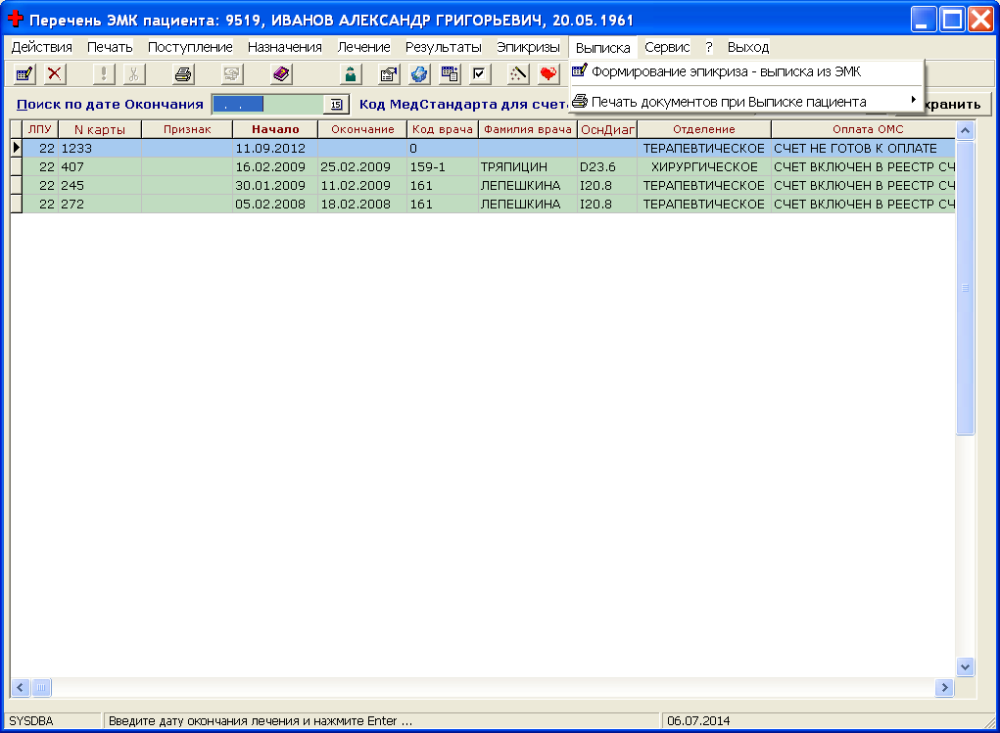 Перечень ЭМК пациента: 9519, ИВАНОВ АЛЕКСАНДР ГРИГОРЬЕВИЧ, 20.05.1961
Действия Печать Поступление Назначения Лечение Результаты Эпикризы Выписка Сервис ? Выход
Формирование эпикриза - выписка из ЭМК
Печать документов при Выписке пациента
Поиск по дате Окончания . . 15 Код МедСтандарта для счет хранить
ЛПУ N карты Признак Начало Окончание Код врача Фамилия врача ОснДиаг Отделение Оплата ОМС
22 1233 11.09.2012 0 ТЕРАПЕВТИЧЕСКОЕ СЧЕТ НЕ ГОТОВ К ОПЛАТЕ
22 407 16.02.2009 25.02.2009 159-1 ТРЯПИЦИН D23.6 ХИРУРГИЧЕСКОЕ СЧЕТ ВКЛЮЧЕН В РЕЕСТР СЧ
22 245 30.01.2009 11.02.2009 161 ЛЕПЕШКИНА I20.8 ТЕРАПЕВТИЧЕСКОЕ СЧЕТ ВКЛЮЧЕН В РЕЕСТР СЧ
22 272 05.02.2008 18.02.2008 161 ЛЕПЕШКИНА I20.8 ТЕРАПЕВТИЧЕСКОЕ СЧЕТ ВКЛЮЧЕН В РЕЕСТР СЧ
SYSDBA Введите дату окончания лечения и нажмите Enter ... 06.07.2014